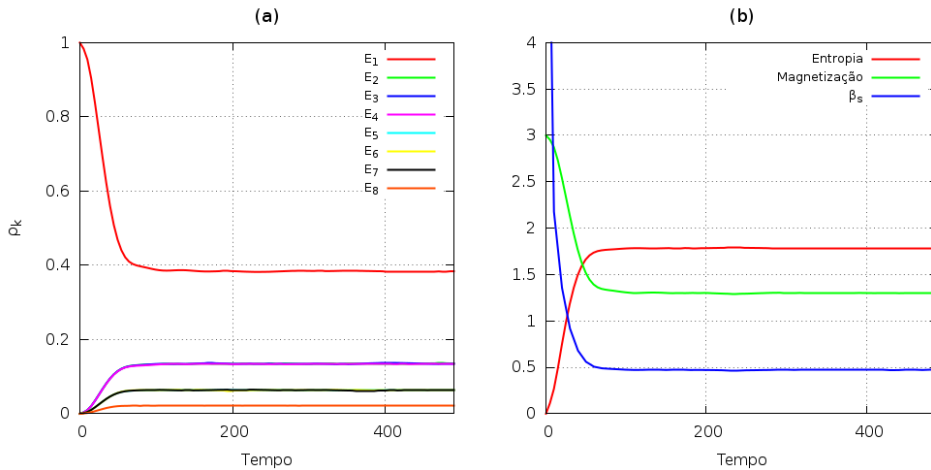 (a)
1
0.8
0.6
0.4
0.2
0
0
200
400
ρk
Tempo
E1
E2
E3
E4
E5
E6
E7
E8
(b)
4
3.5
3
2.5
2
1.5
1
0.5
0
0
200
400
Tempo
Entropia
Magnetização
βs